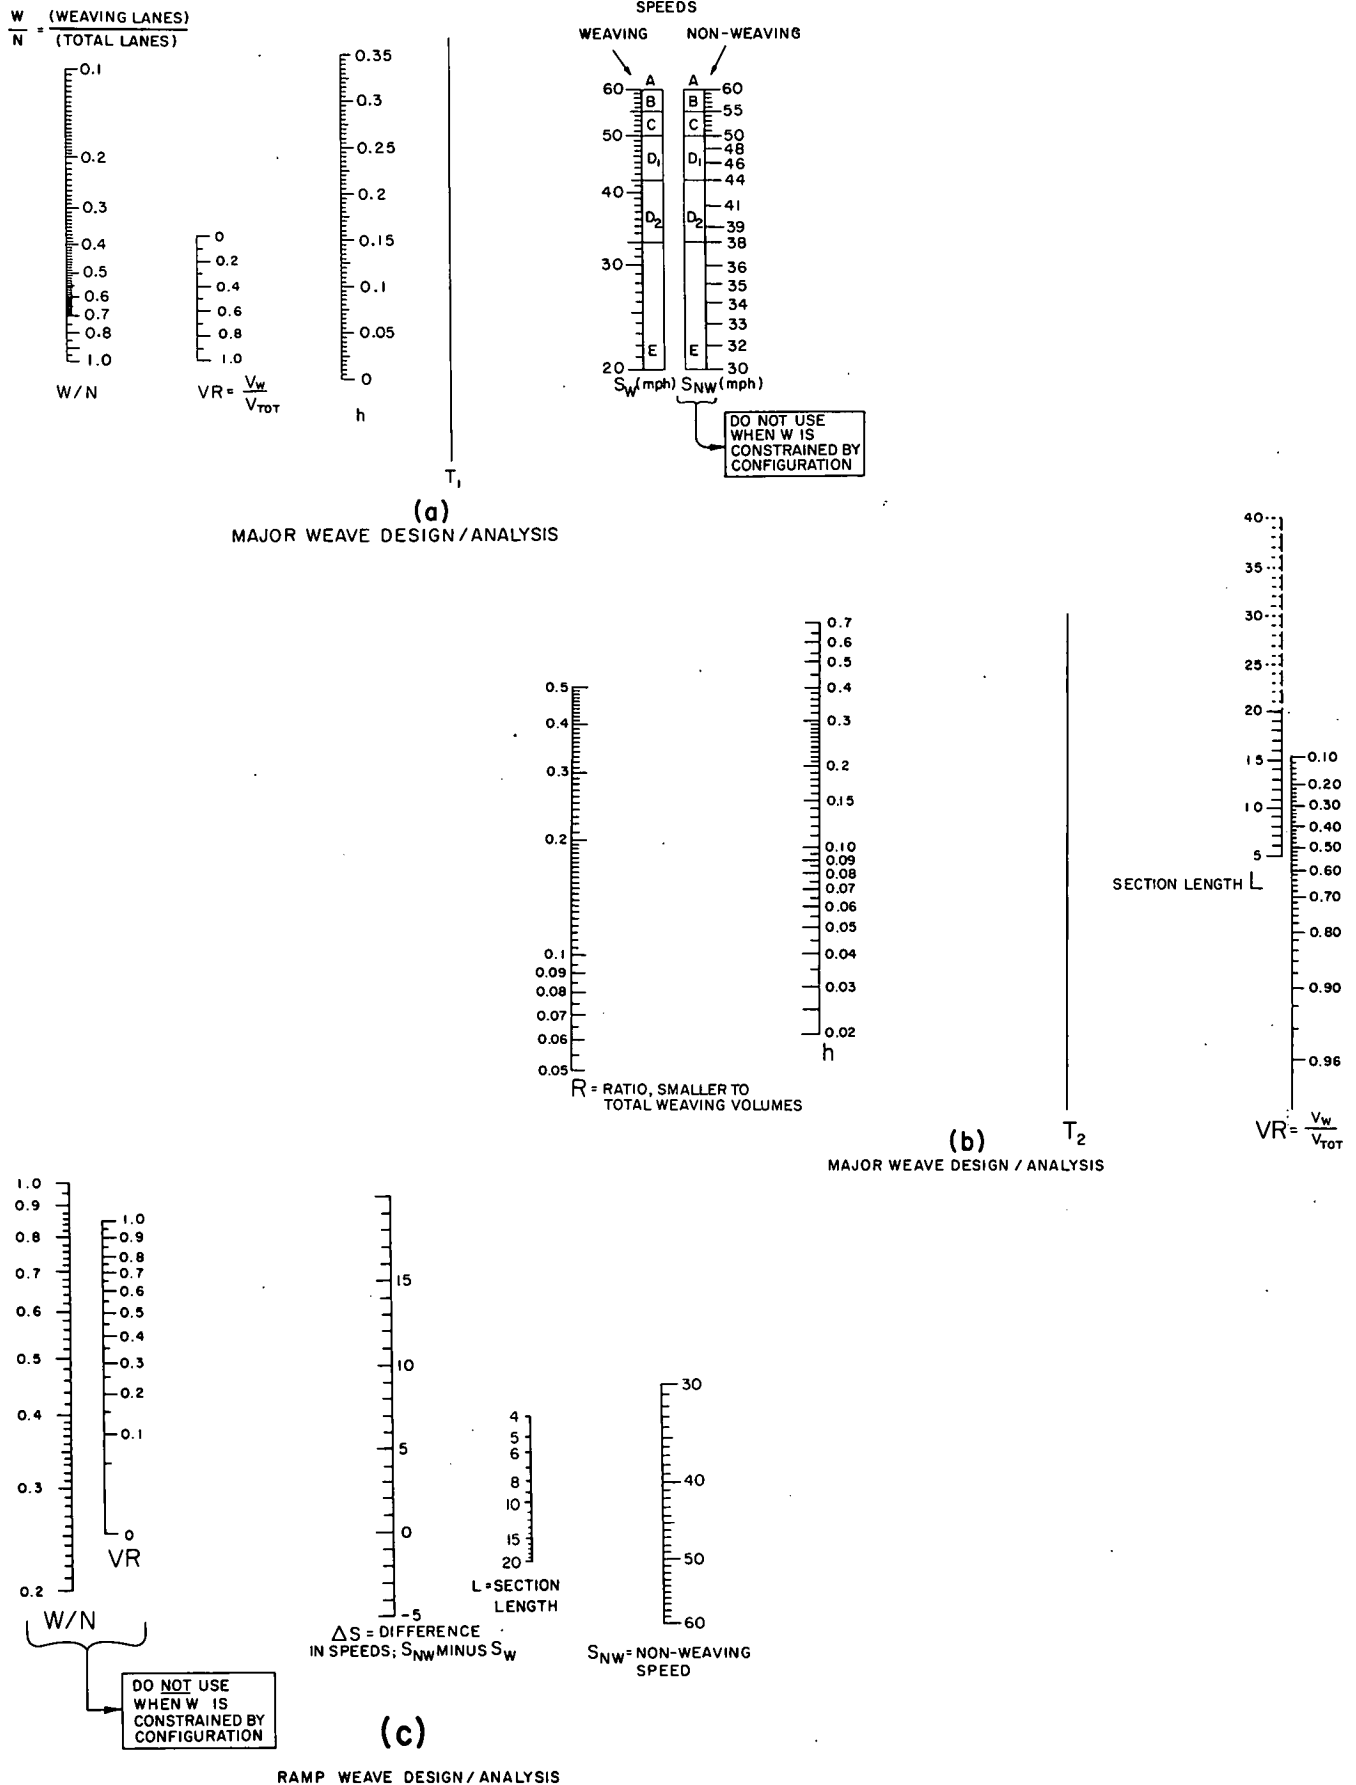 W/N = (WEAVING LANES)/(TOTAL LANES)
0.1
0.2
0.3
0.4
0.5
0.6
0.7
0.8
1.0
W/N
0
0.2
0.4
0.6
0.8
1.0
VR = V_W/V_TOT
0.35
0.3
0.25
0.2
0.15
0.1
0.05
0
h
T₁
SPEEDS
WEAVING NON-WEAVING
A A
60 B B 60
55
C C
50 50
48
D₁ D₁ 46
44
40
41
D₂ D₂ 39
38
30 36
35
34
33
E E 32
20 30
S_W (mph) S_NW (mph)
DO NOT USE
WHEN W IS
CONSTRAINED BY
CONFIGURATION
(a)
MAJOR WEAVE DESIGN/ANALYSIS
0.5
0.4
0.3
0.2
0.1
0.09
0.08
0.07
0.06
0.05
R = RATIO, SMALLER TO
TOTAL WEAVING VOLUMES
0.7
0.6
0.5
0.4
0.3
0.2
0.15
0.10
0.09
0.08
0.07
0.06
0.05
0.04
0.03
0.02
h
T₂
40
35
30
25
20
15
10
5
SECTION LENGTH L
0.10
0.20
0.30
0.40
0.50
0.60
0.70
0.80
0.90
0.96
VR = V_W/V_TOT
(b)
MAJOR WEAVE DESIGN / ANALYSIS
1.0
0.9
0.8
0.7
0.6
0.5
0.4
0.3
0.2
W/N
1.0
0.9
0.8
0.7
0.6
0.5
0.4
0.3
0.2
0.1
0
VR
DO NOT USE
WHEN W IS
CONSTRAINED BY
CONFIGURATION
15
10
5
0
-5
ΔS = DIFFERENCE
IN SPEEDS; S_NW MINUS S_W
4
5
6
8
10
15
20
L = SECTION
LENGTH
30
40
50
60
S_NW = NON-WEAVING
SPEED
(c)
RAMP WEAVE DESIGN/ANALYSIS